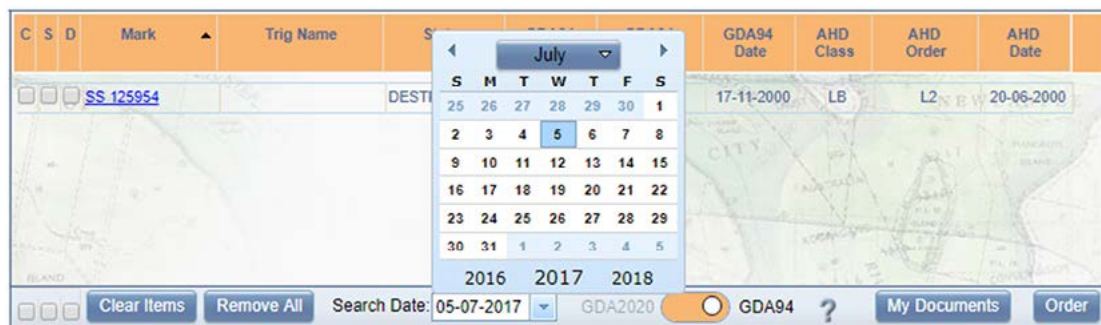 C S D Mark Trig Name GDA94 Date AHD Class AHD Order AHD Date
July
S M T W T F S
25 26 27 28 29 30 1
SS 125954 17-11-2000 LB L2 20-06-2000
2 3 4 5 6 7 8
9 10 11 12 13 14 15
16 17 18 19 20 21 22
23 24 25 26 27 28 29
30 31 1 2 3 4 5
2016 2017 2018
Clear Items Remove All Search Date: 05-07-2017 GDA2020 GDA94 ? My Documents Order